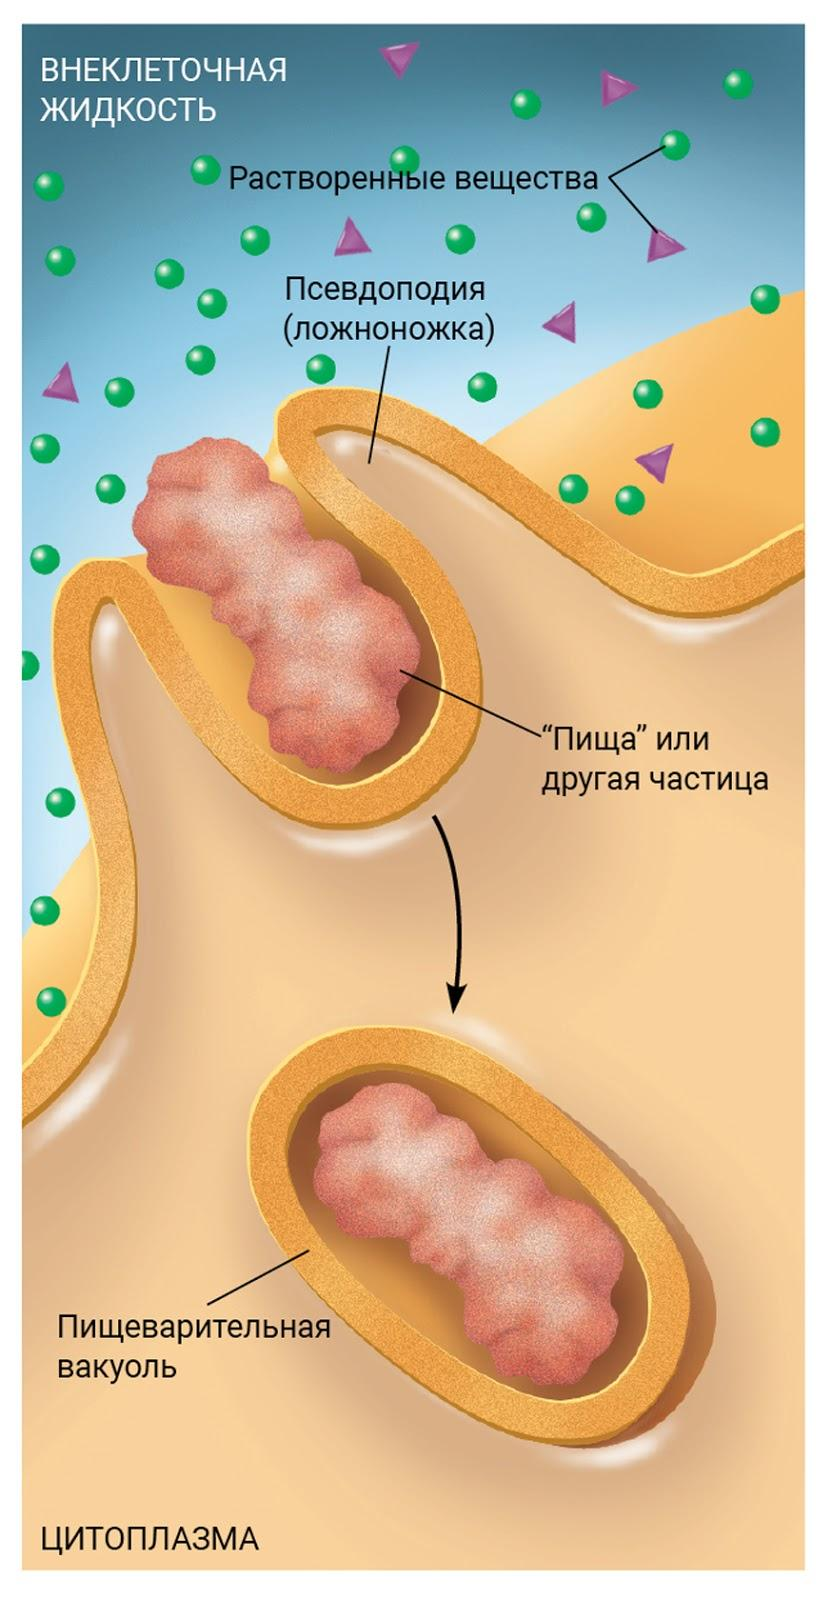 ВНЕКЛЕТОЧНАЯ
ЖИДКОСТЬ
Растворенные вещества
Псевдоподия
(ложноножка)
“Пища” или
другая частица
Пищеварительная
вакуоль
ЦИТОПЛАЗМА